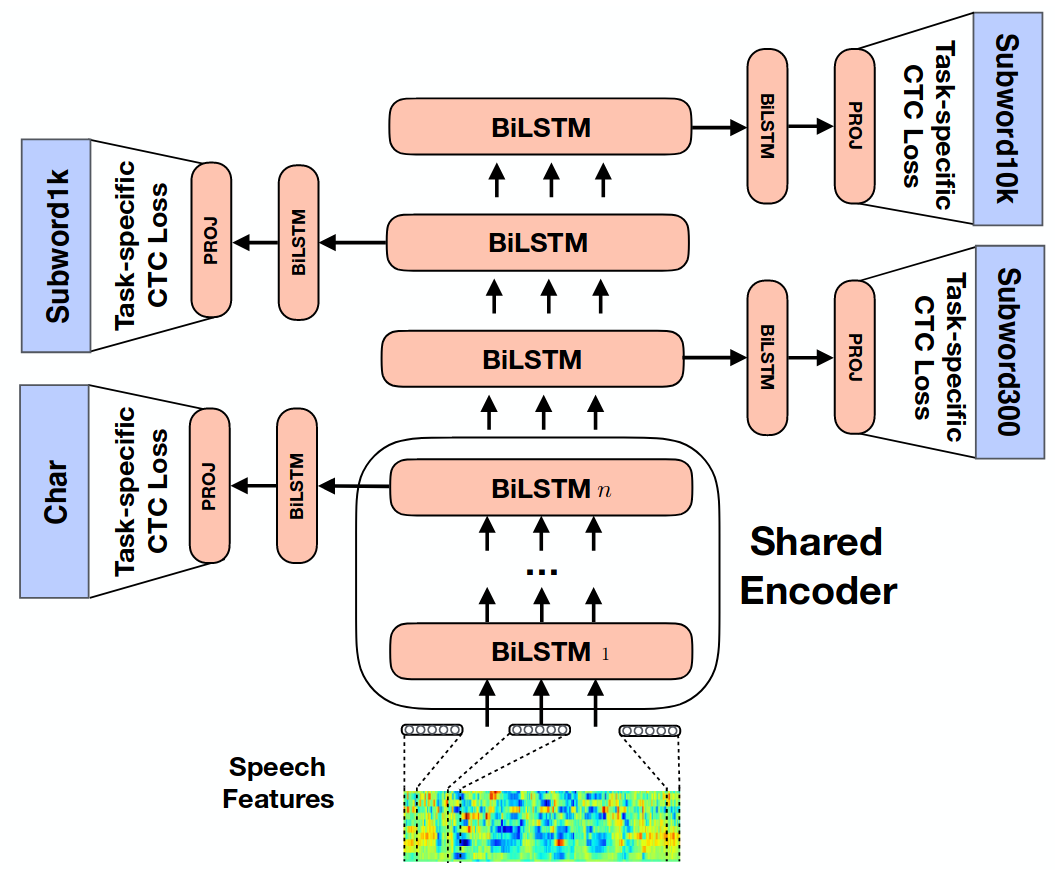 BiLSTM
BiLSTM
PROJ
Task-specific
CTC Loss
Subword10k
BiLSTM
BiLSTM
PROJ
Task-specific
CTC Loss
Subword1k
BiLSTM
BiLSTM
PROJ
Task-specific
CTC Loss
Subword300
BiLSTM n
BiLSTM
PROJ
Task-specific
CTC Loss
Char
...
BiLSTM 1
Shared
Encoder
Speech
Features